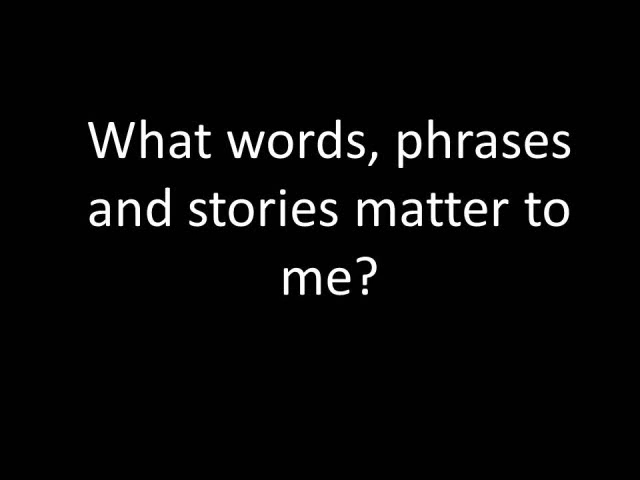 What words, phrases
and stories matter to
me?